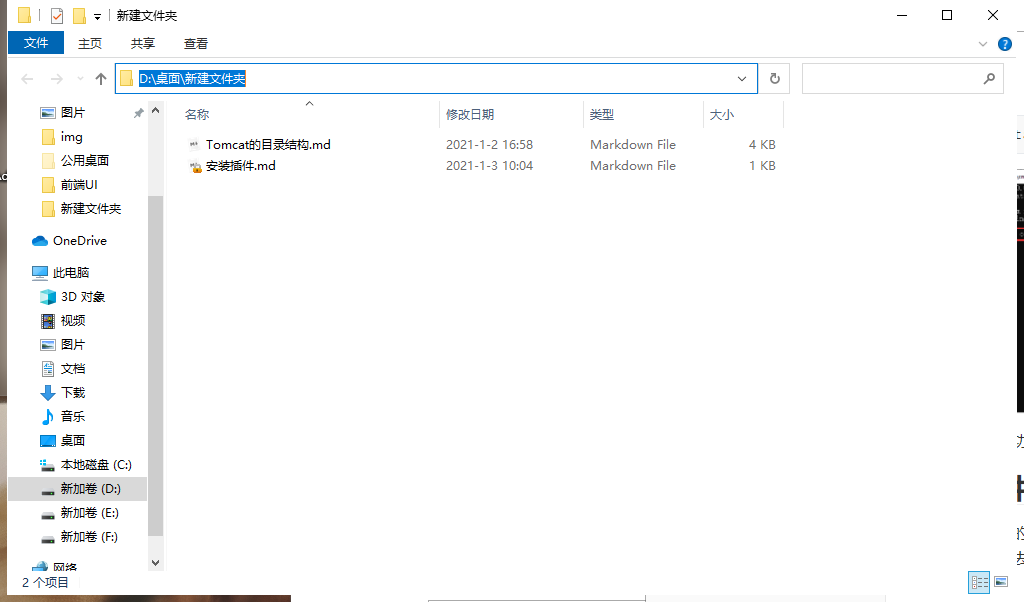 新建文件夹
文件 主页 共享 查看
D:\桌面\新建文件夹
名称 修改日期 类型 大小
Tomcat的目录结构.md 2021-1-2 16:58 Markdown File 4 KB
安装插件.md 2021-1-3 10:04 Markdown File 1 KB
图片
img
公用桌面
前端UI
新建文件夹
OneDrive
此电脑
3D 对象
视频
图片
文档
下载
音乐
桌面
本地磁盘 (C:)
新加卷 (D:)
新加卷 (E:)
新加卷 (F:)
网络
2 个项目